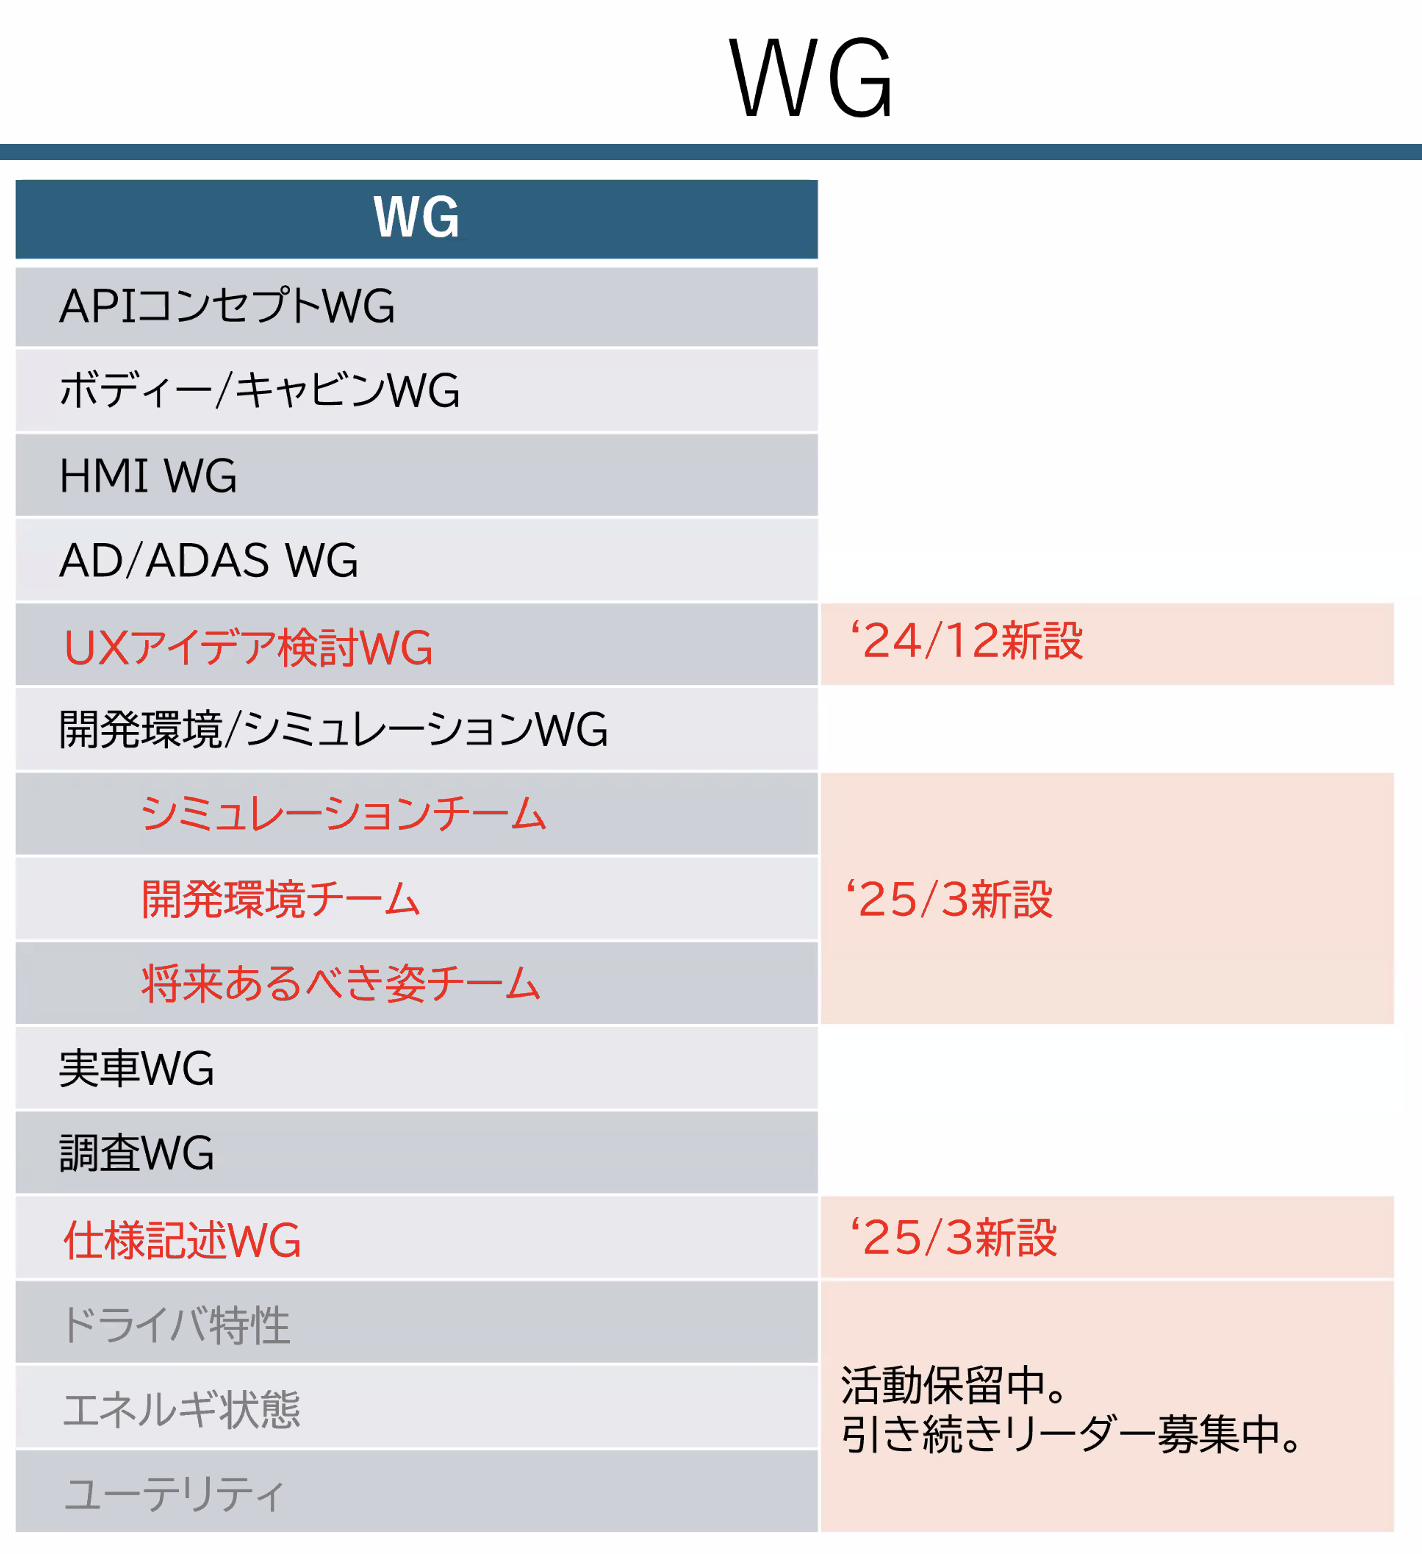 WG
WG
APIコンセプトWG
ボディー/キャビンWG
HMI WG
AD/ADAS WG
UXアイデア検討WG
‘24/12新設
開発環境/シミュレーションWG
シミュレーションチーム
開発環境チーム
‘25/3新設
将来あるべき姿チーム
実車WG
調査WG
仕様記述WG
‘25/3新設
ドライバ特性
エネルギ状態
ユーテリティ
活動保留中。
引き続きリーダー募集中。